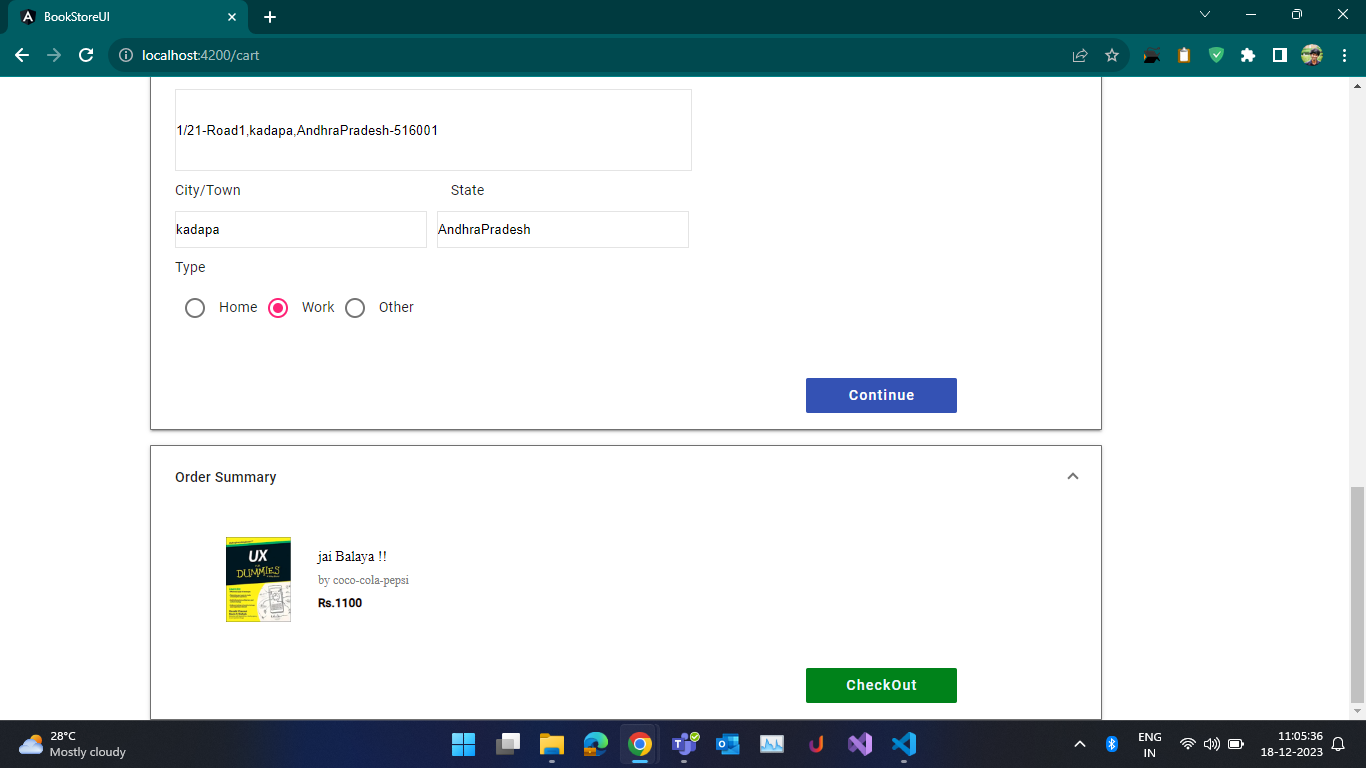 BookStoreUI
localhost:4200/cart
1/21-Road1,kadapa,AndhraPradesh-516001
City/Town State
kadapa AndhraPradesh
Type
Home Work Other
Continue
Order Summary
UX
DUMMIES
jai Balaya !!
by coco-cola-pepsi
Rs.1100
CheckOut
28°C
Mostly cloudy
ENG
IN
11:05:36
18-12-2023